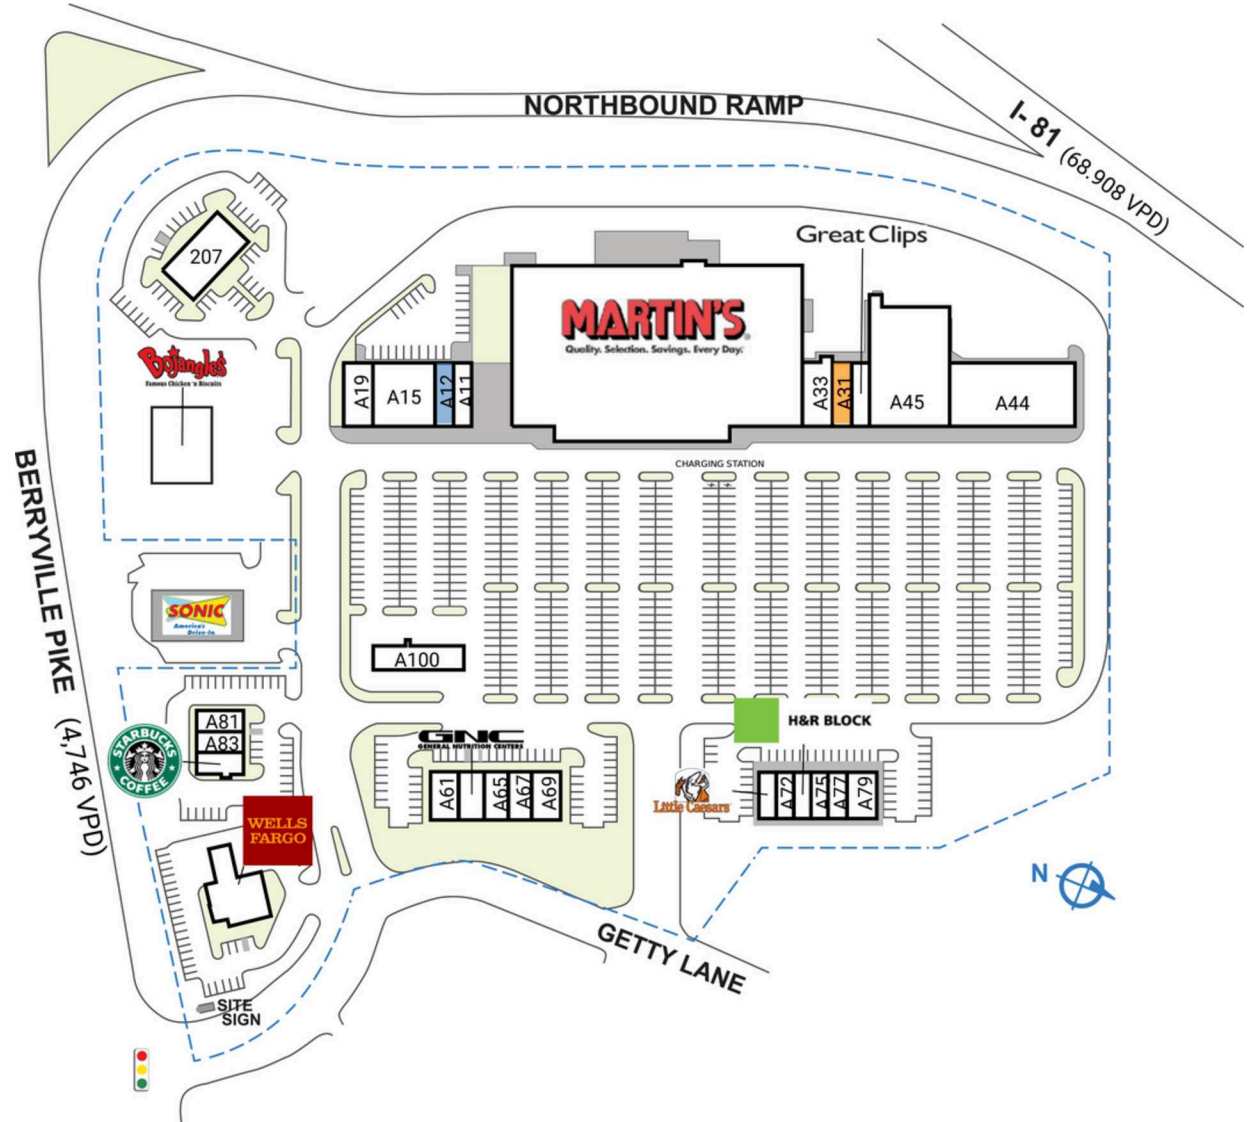 NORTHBOUND RAMP
I- 81 (68.908 VPD)
Great Clips
207
MARTIN'S
Quality. Selection. Savings. Every Day.
Bojangles'
Famous Chicken 'n Biscuits
A19
A15
A12
A11
A33
A31
A45
A44
CHARGING STATION
BERRYVILLE PIKE (4,746 VPD)
SONIC
America's
Drive-In.
A100
A81
A83
STARBUCKS
COFFEE
GNC
GENERAL NUTRITION CENTERS
H&R BLOCK
A61
A65
A67
A69
Little Caesars
A72
A75
A77
A79
WELLS
FARGO
N
GETTY LANE
SITE
SIGN